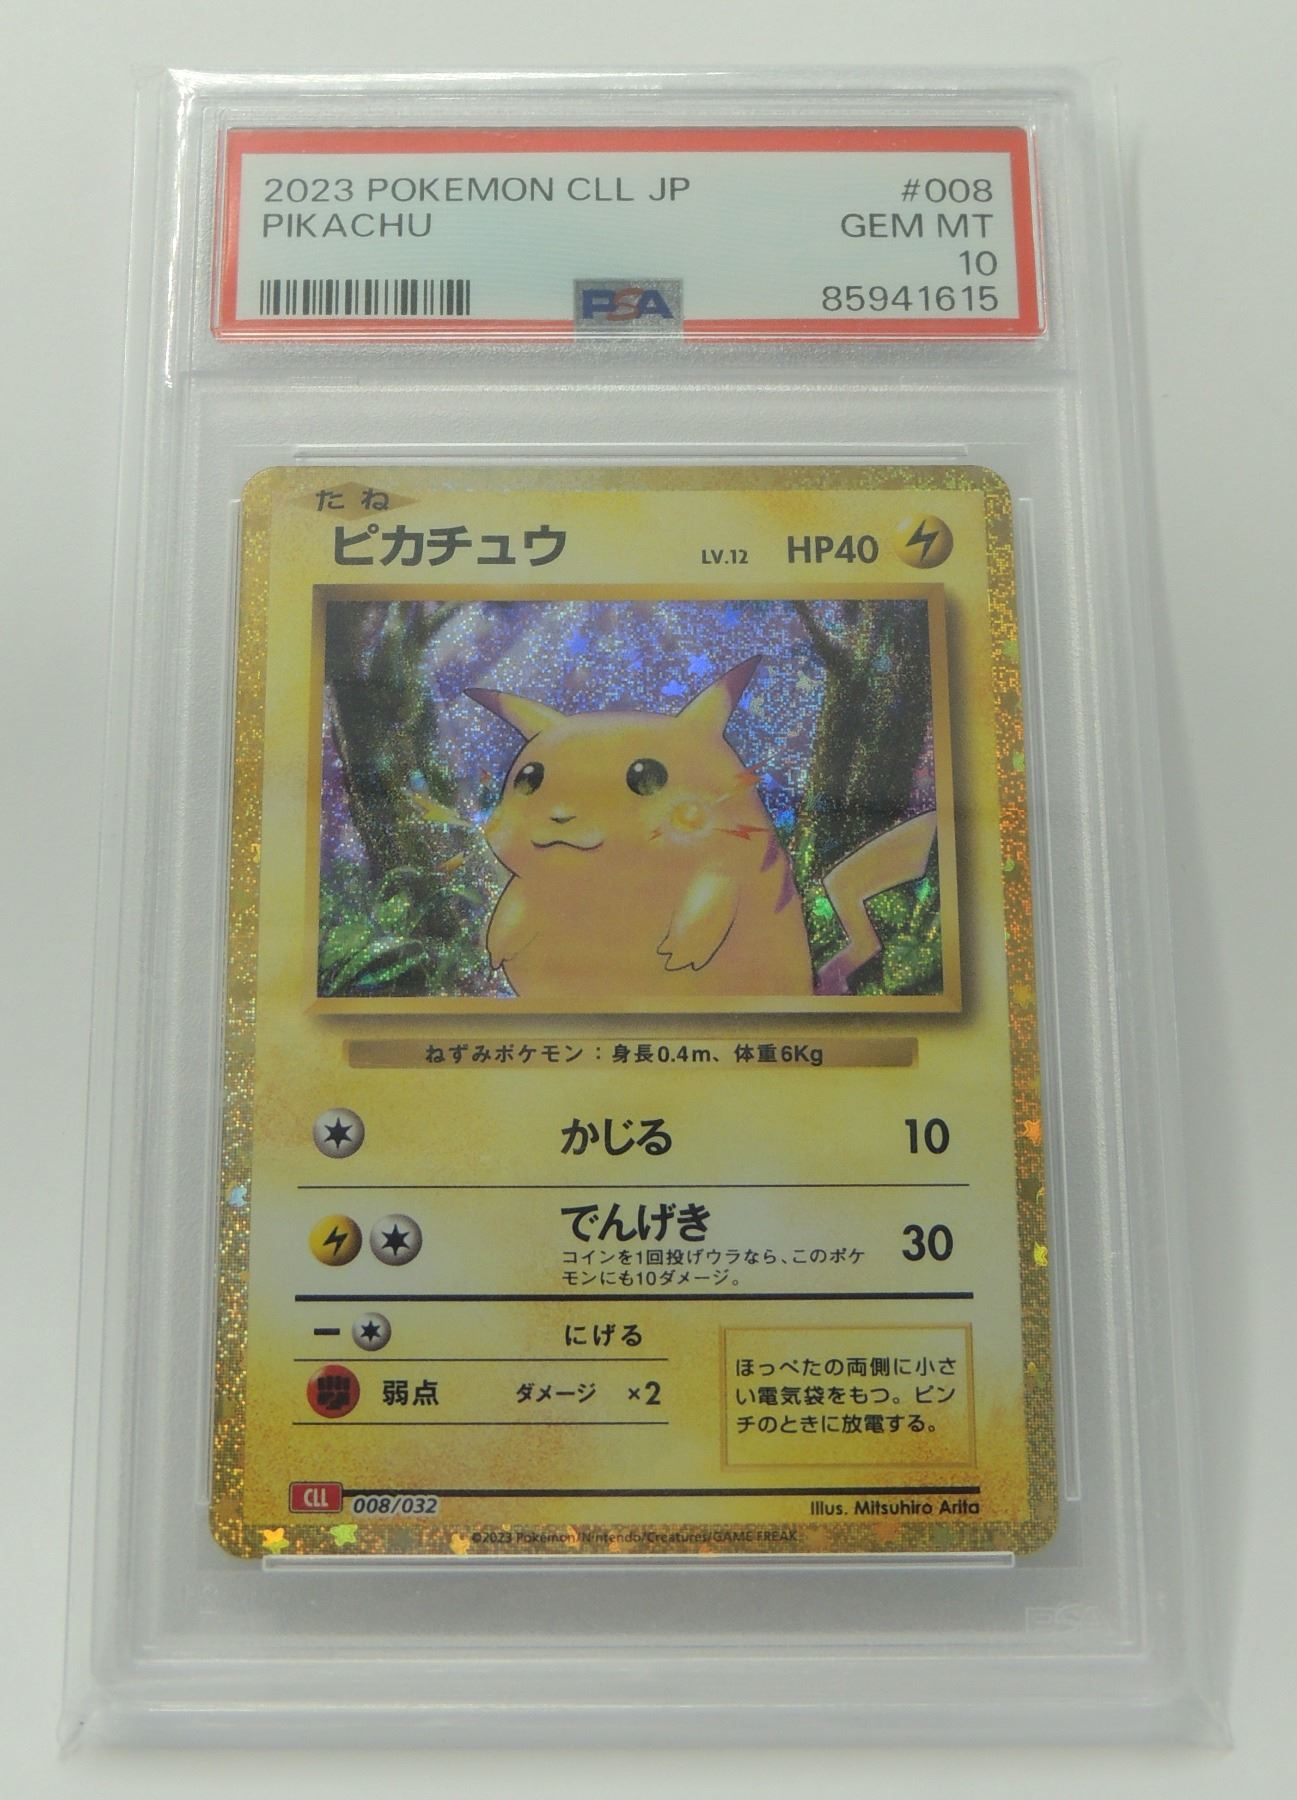 2023 POKEMON CLL JP #008
PIKACHU GEM MT
10
PSA 85941615
たね
ピカチュウ LV.12 HP40
ねずみポケモン：身長0.4m、体重6Kg
かじる 10
でんげき 30
コインを1回投げウラなら、このポケ
モンにも10ダメージ。
にげる
弱点 ダメージ ×2
ほっぺたの両側に小さ
い電気袋をもつ。ピン
チのときに放電する。
CLL 008/032 Illus. Mitsuhiro Arita
©2023 Pokémon/Nintendo/Creatures/GAME FREAK
PSA